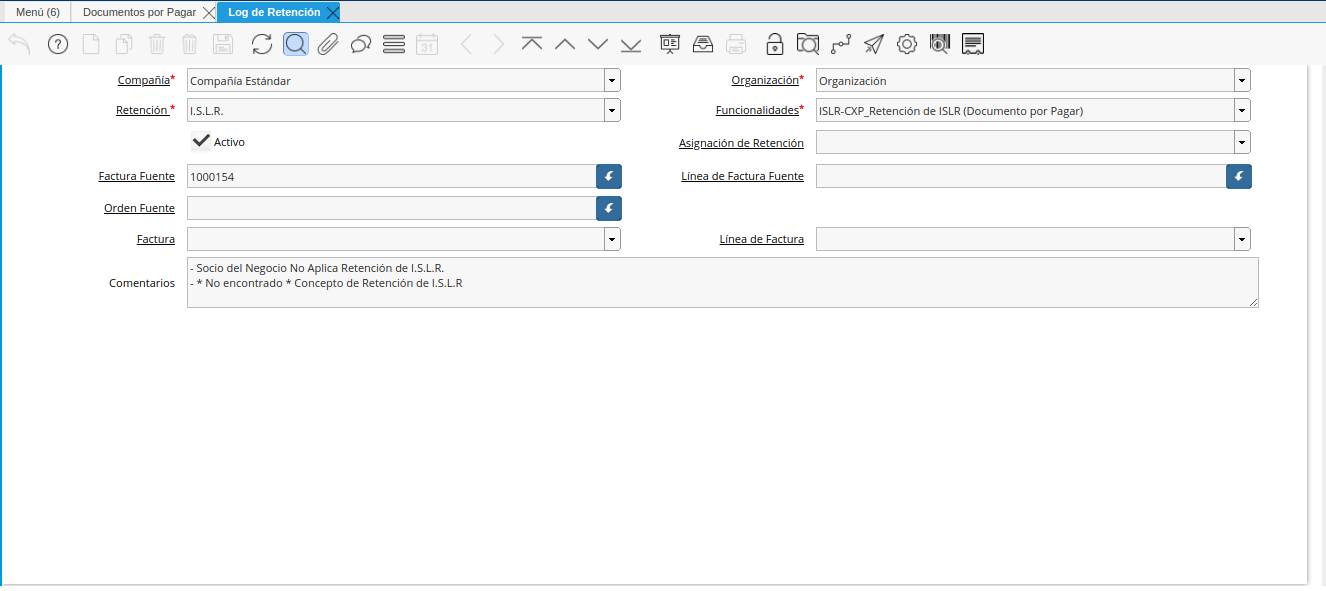 Menú (6) Documentos por Pagar Log de Retención
? 31
Compañía* Compañía Estándar Organización* Organización
Retención * I.S.L.R. Funcionalidades* ISLR-CXP_Retención de ISLR (Documento por Pagar)
Activo Asignación de Retención
Factura Fuente 1000154 Línea de Factura Fuente
Orden Fuente
Factura Línea de Factura
Comentarios - Socio del Negocio No Aplica Retención de I.S.L.R.
- * No encontrado * Concepto de Retención de I.S.L.R